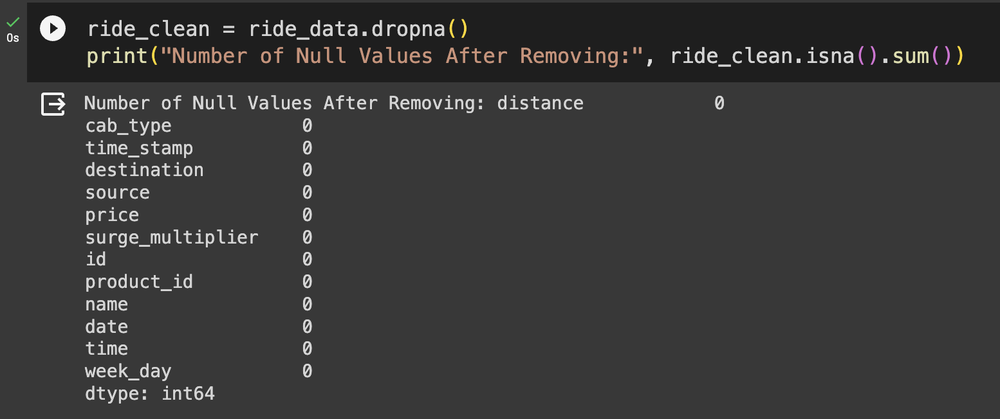 ride_clean = ride_data.dropna()
0s
print("Number of Null Values After Removing:", ride_clean.isna().sum())
Number of Null Values After Removing: distance            0
cab_type            0
time_stamp          0
destination         0
source              0
price               0
surge_multiplier    0
id                  0
product_id          0
name                0
date                0
time                0
week_day            0
dtype: int64